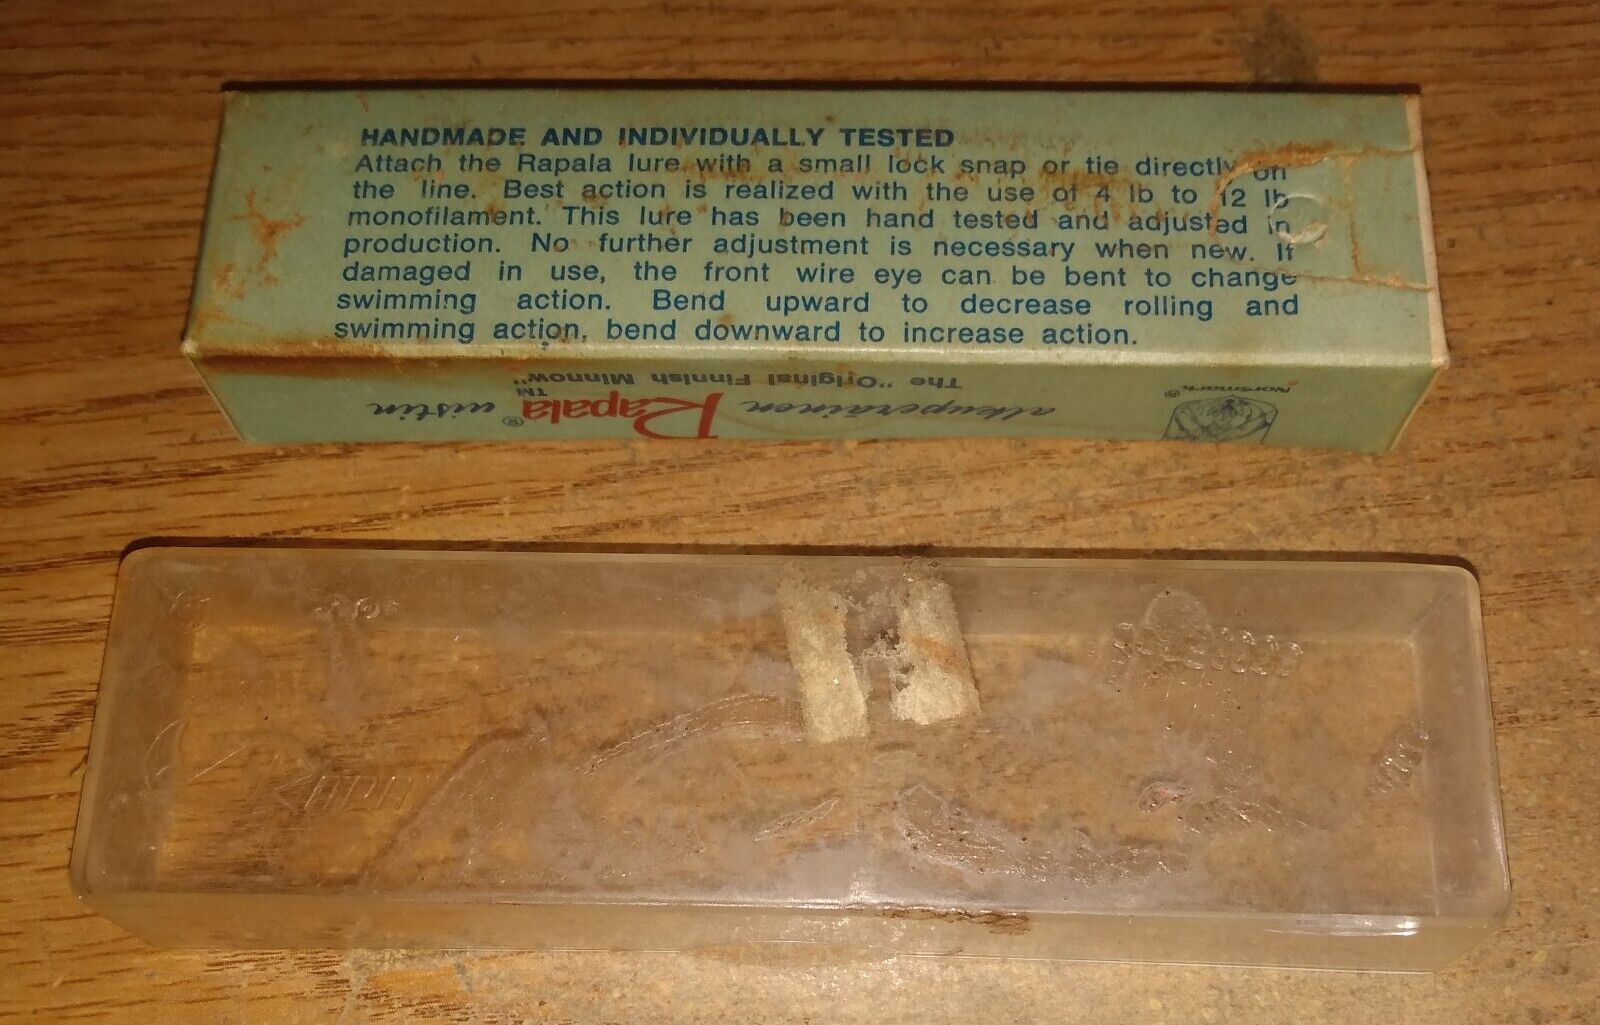 HANDMADE AND INDIVIDUALLY TESTED
Attach the Rapala lure with a small lock snap or tie directly on
the line. Best action is realized with the use of 4 lb to 12 lb
monofilament. This lure has been hand tested and adjusted in
production. No further adjustment is necessary when new. If
damaged in use, the front wire eye can be bent to change
swimming action. Bend upward to decrease rolling and
swimming action, bend downward to increase action.
Normark®
alkuperäinen Rapala®™ uistin
The "Original Finnish Minnow"